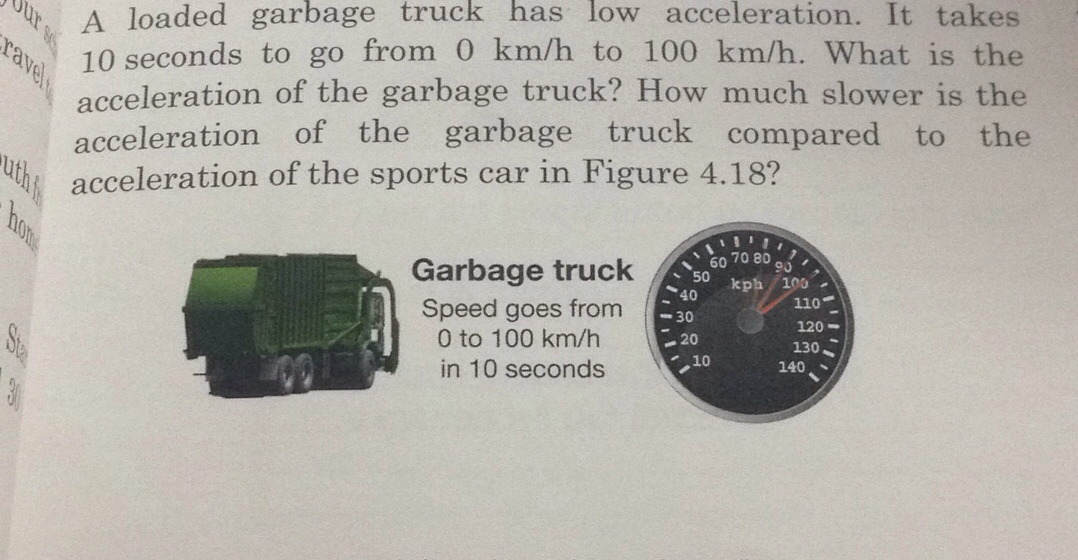 A loaded garbage truck has low acceleration. It takes
10 seconds to go from 0 km/h to 100 km/h. What is the
acceleration of the garbage truck? How much slower is the
acceleration of the garbage truck compared to the
acceleration of the sports car in Figure 4.18?
Garbage truck
Speed goes from
0 to 100 km/h
in 10 seconds
10
20
30
40
50
60
70
80
90
100
110
120
130
140
kph
30